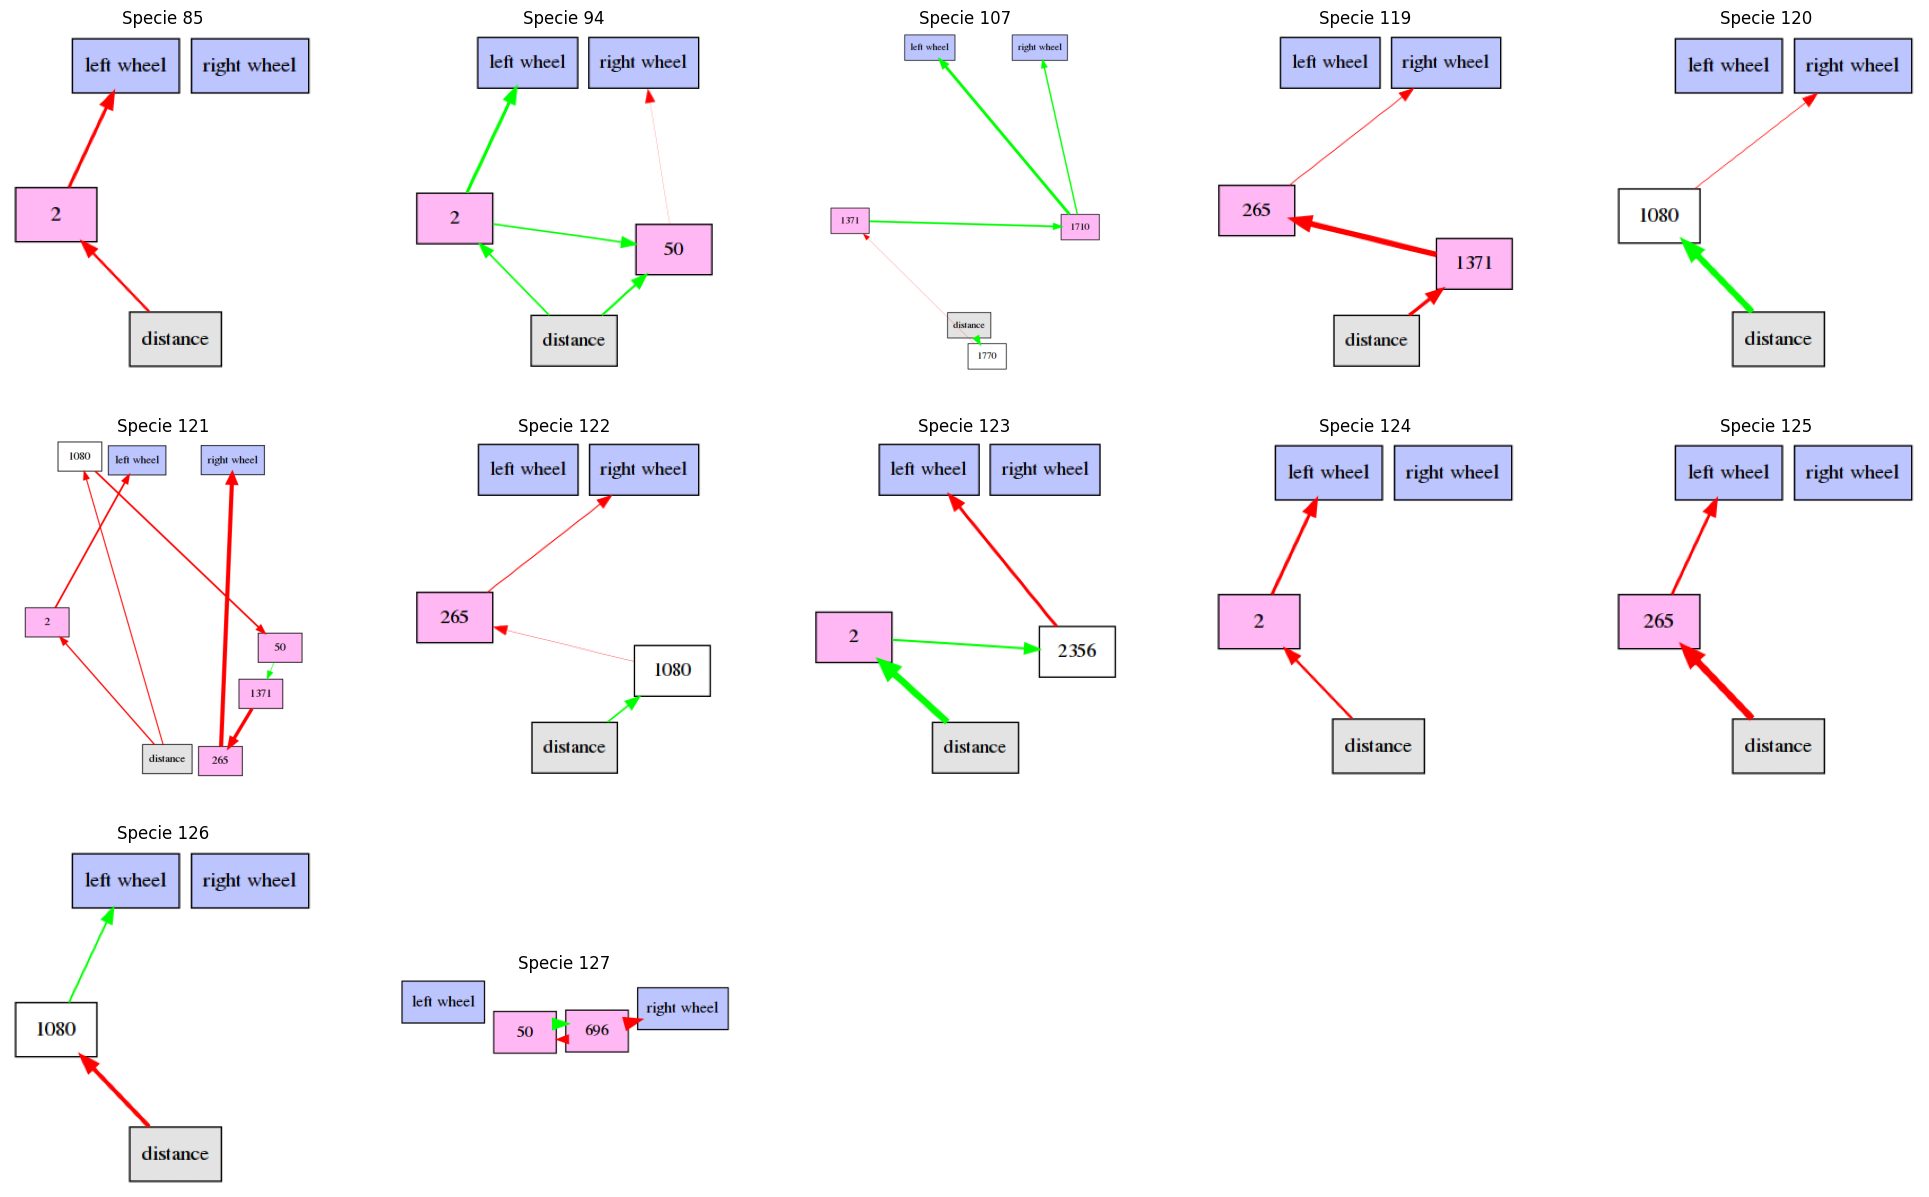 Specie 85
left wheel
right wheel
2
distance
Specie 94
left wheel
right wheel
2
50
distance
Specie 107
left wheel
right wheel
1371
1710
distance
1770
Specie 119
left wheel
right wheel
265
1371
distance
Specie 120
left wheel
right wheel
1080
distance
Specie 121
1080
left wheel
right wheel
2
50
1371
distance
265
Specie 122
left wheel
right wheel
265
1080
distance
Specie 123
left wheel
right wheel
2
2356
distance
Specie 124
left wheel
right wheel
2
distance
Specie 125
left wheel
right wheel
265
distance
Specie 126
left wheel
right wheel
1080
distance
Specie 127
left wheel
50
696
right wheel